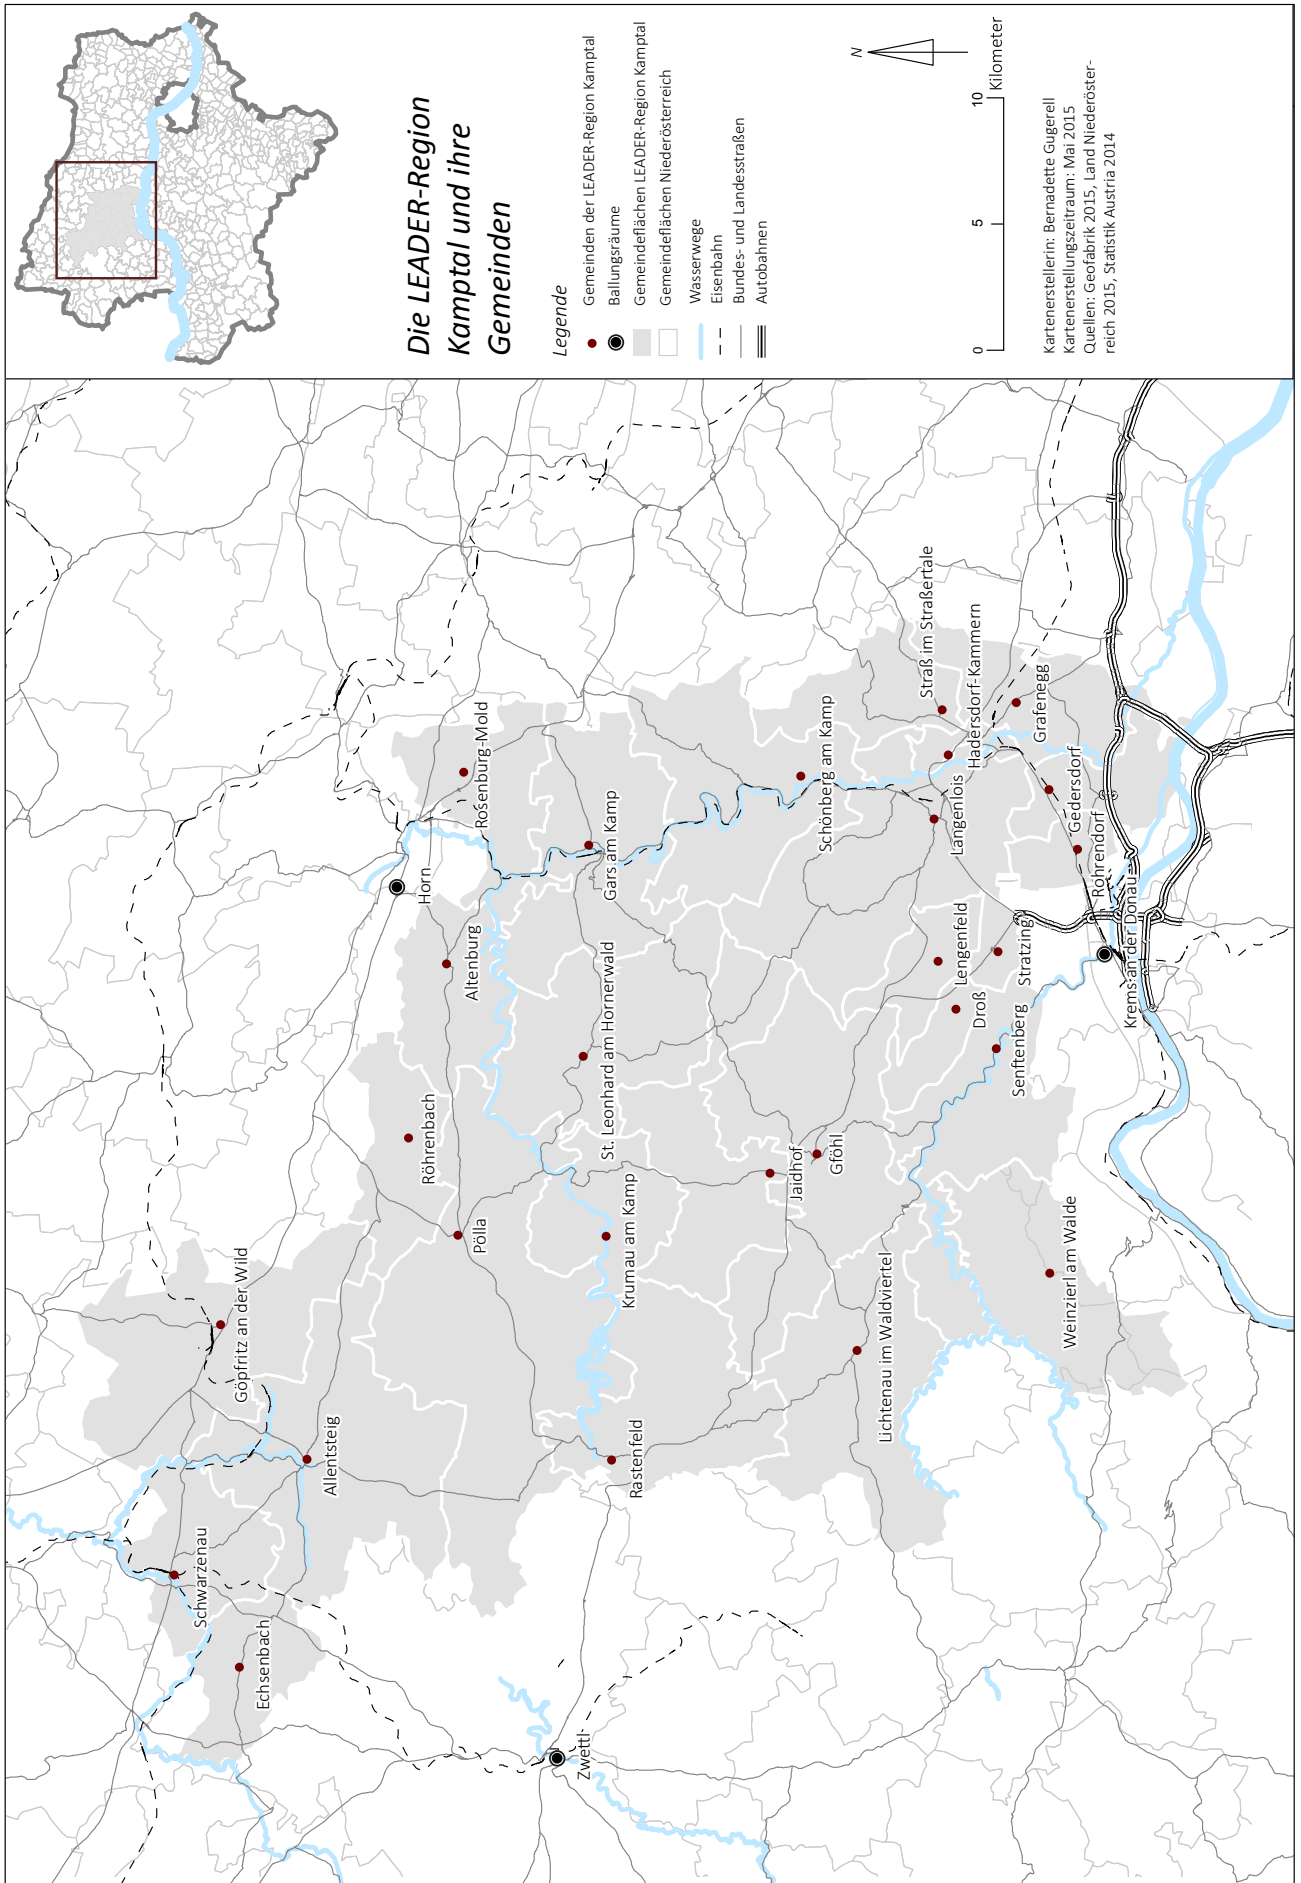 Die LEADER-Region
Kamptal und ihre
Gemeinden
Legende
Gemeinden der LEADER-Region Kamptal
Ballungsräume
Gemeindeflächen LEADER-Region Kamptal
Gemeindeflächen Niederösterreich
Wasserwege
Eisenbahn
Bundes- und Landesstraßen
Autobahnen
N
0
5
10
Kilometer
Kartenerstellerin: Bernadette Gugerell
Kartenerstellungszeitraum: Mai 2015
Quellen: Geofabrik 2015, Land Niederöster-
reich 2015, Statistik Austria 2014
Schwarzenau
Echsenbach
Göpfritz an der Wild
Allentsteig
Horn
Röhrenbach
Altenburg
Rosenburg-Mold
Pölla
Zwettl
Rastenfeld
Krumau am Kamp
St. Leonhard am Hornerwald
Gars am Kamp
Jaidhof
Gföhl
Schönberg am Kamp
Lichtenau im Waldviertel
Straß im Straßertale
Langenlois
Lengenfeld
Hadersdorf-Kammern
Droß
Senftenberg
Stratzing
Grafenegg
Weinzierl am Walde
Gedersdorf
Rohrendorf
Krems an der Donau